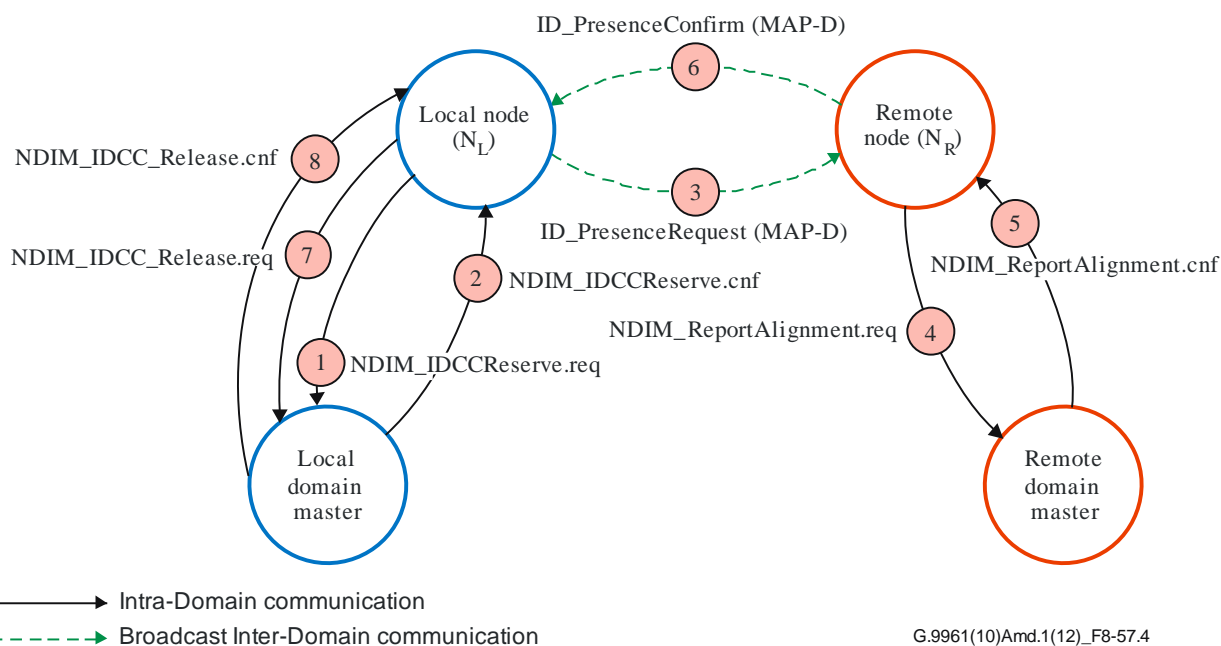 ID_PresenceConfirm (MAP-D)
6
Local node
(N_L)
Remote
node (N_R)
NDIM_IDCC_Release.cnf
8
3
ID_PresenceRequest (MAP-D)
5
NDIM_ReportAlignment.cnf
NDIM_IDCC_Release.req
7
2
NDIM_IDCCReserve.cnf
NDIM_ReportAlignment.req
4
1
NDIM_IDCCReserve.req
Local
domain
master
Remote
domain
master
Intra-Domain communication
Broadcast Inter-Domain communication
G.9961(10)Amd.1(12)_F8-57.4